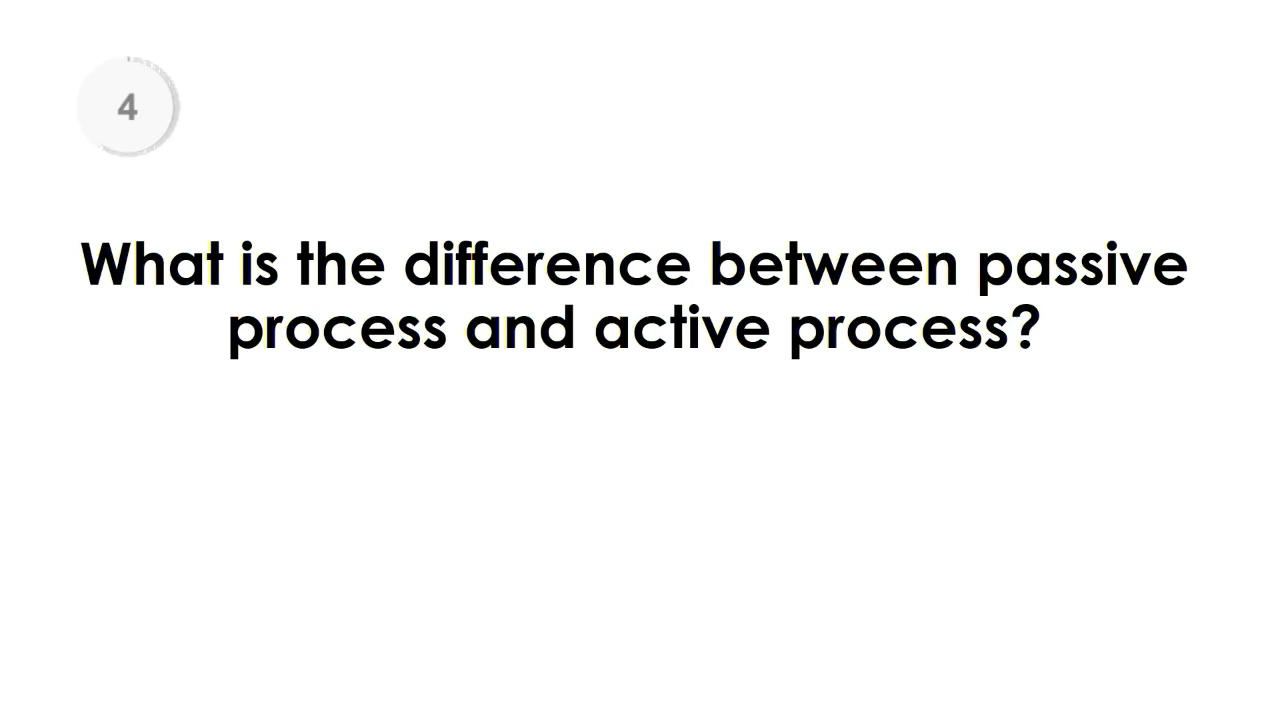 4
What is the difference between passive
process and active process?